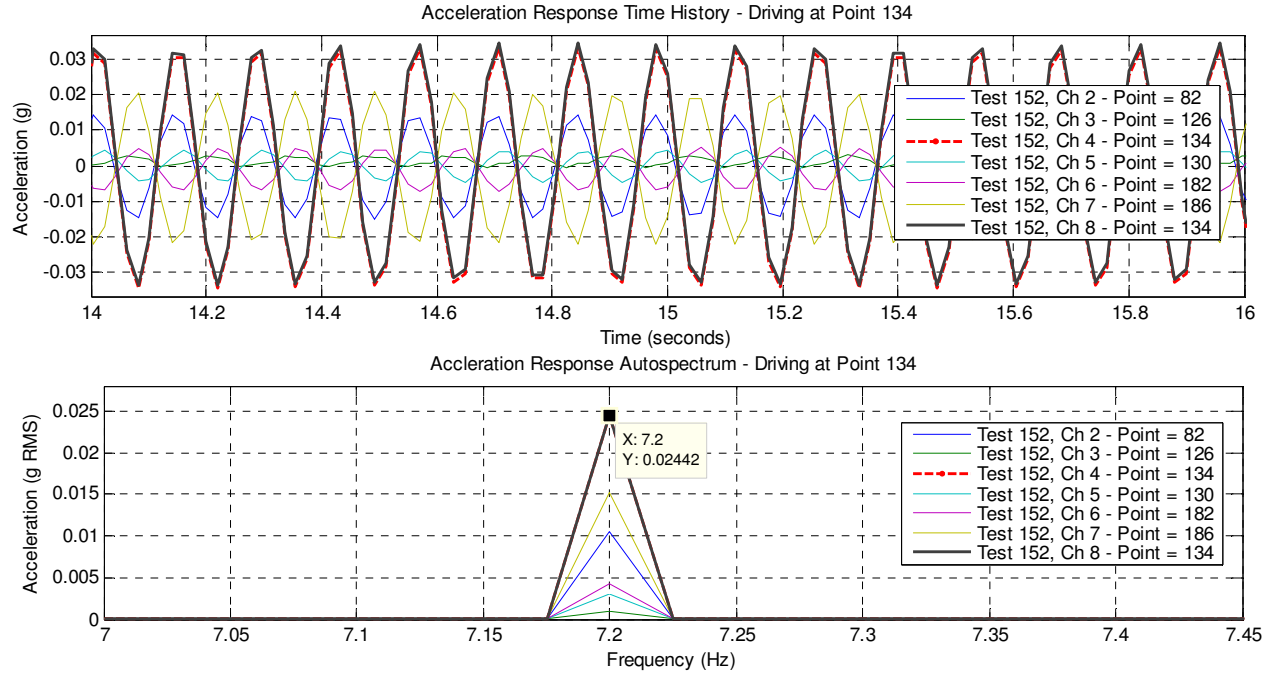 Acceleration Response Time History - Driving at Point 134
Acceleration (g)
0.03
0.02
0.01
0
-0.01
-0.02
-0.03
Test 152, Ch 2 - Point = 82
Test 152, Ch 3 - Point = 126
Test 152, Ch 4 - Point = 134
Test 152, Ch 5 - Point = 130
Test 152, Ch 6 - Point = 182
Test 152, Ch 7 - Point = 186
Test 152, Ch 8 - Point = 134
14 14.2 14.4 14.6 14.8 15 15.2 15.4 15.6 15.8 16
Time (seconds)
Accleration Response Autospectrum - Driving at Point 134
Acceleration (g RMS)
0.025
0.02
0.015
0.01
0.005
0
X: 7.2
Y: 0.02442
Test 152, Ch 2 - Point = 82
Test 152, Ch 3 - Point = 126
Test 152, Ch 4 - Point = 134
Test 152, Ch 5 - Point = 130
Test 152, Ch 6 - Point = 182
Test 152, Ch 7 - Point = 186
Test 152, Ch 8 - Point = 134
7 7.05 7.1 7.15 7.2 7.25 7.3 7.35 7.4 7.45
Frequency (Hz)